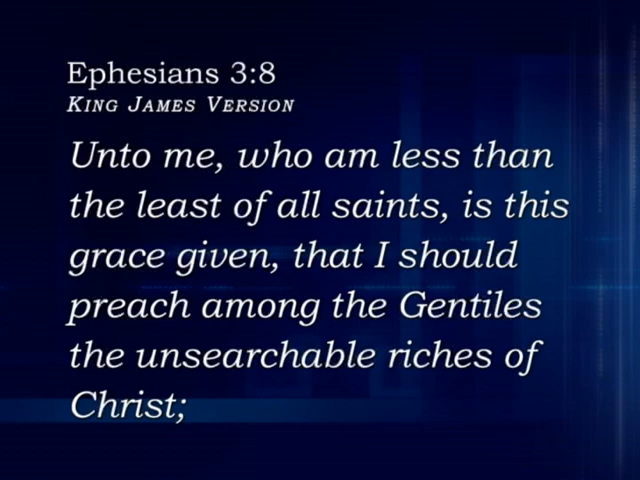 Ephesians 3:8
King James Version
Unto me, who am less than
the least of all saints, is this
grace given, that I should
preach among the Gentiles
the unsearchable riches of
Christ;